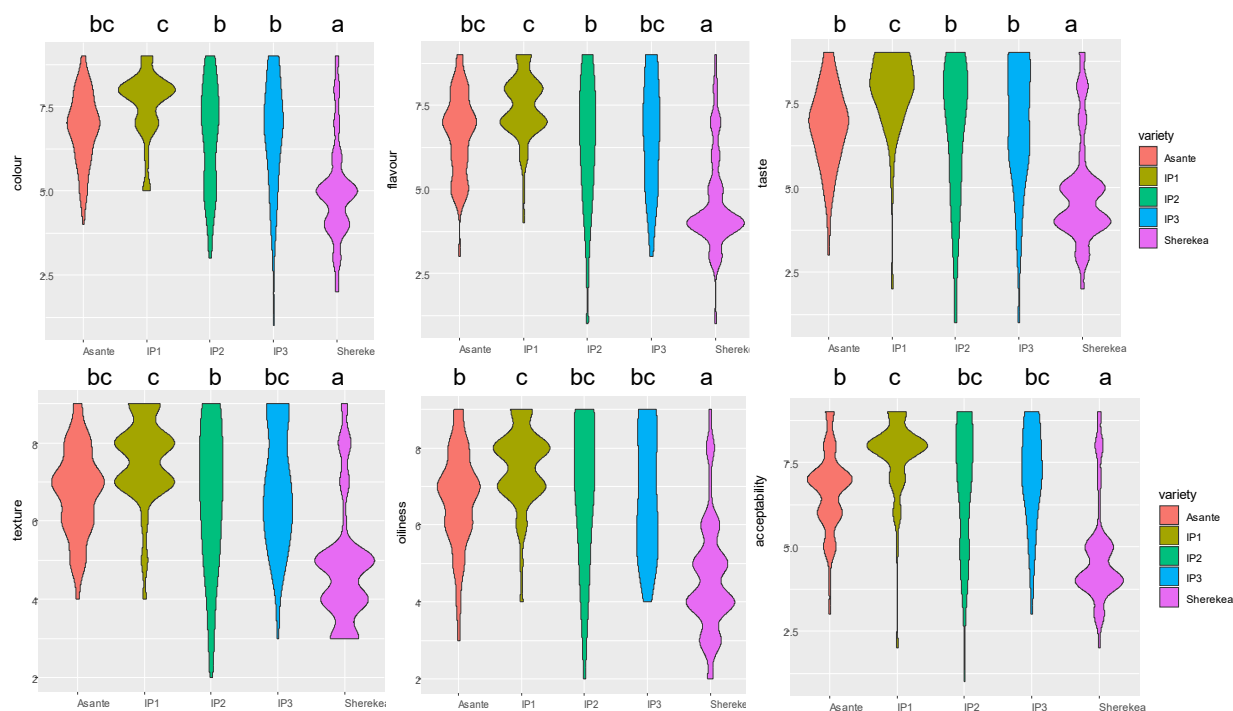 bc c b b a
bc c b bc a
b c b b a
colour
7.5
5.0
2.5
Asante IP1 IP2 IP3 Sherekea
flavour
7.5
5.0
2.5
Asante IP1 IP2 IP3 Sherek
taste
7.5
5.0
2.5
Asante IP1 IP2 IP3 Sherekea
variety
Asante
IP1
IP2
IP3
Sherekea
bc c b bc a
b c bc bc a
b c bc bc a
texture
8
6
4
2
Asante IP1 IP2 IP3 Sherekea
oiliness
8
6
4
2
Asante IP1 IP2 IP3 Sherekea
acceptability
7.5
5.0
2.5
Asante IP1 IP2 IP3 Sherekea
variety
Asante
IP1
IP2
IP3
Sherekea